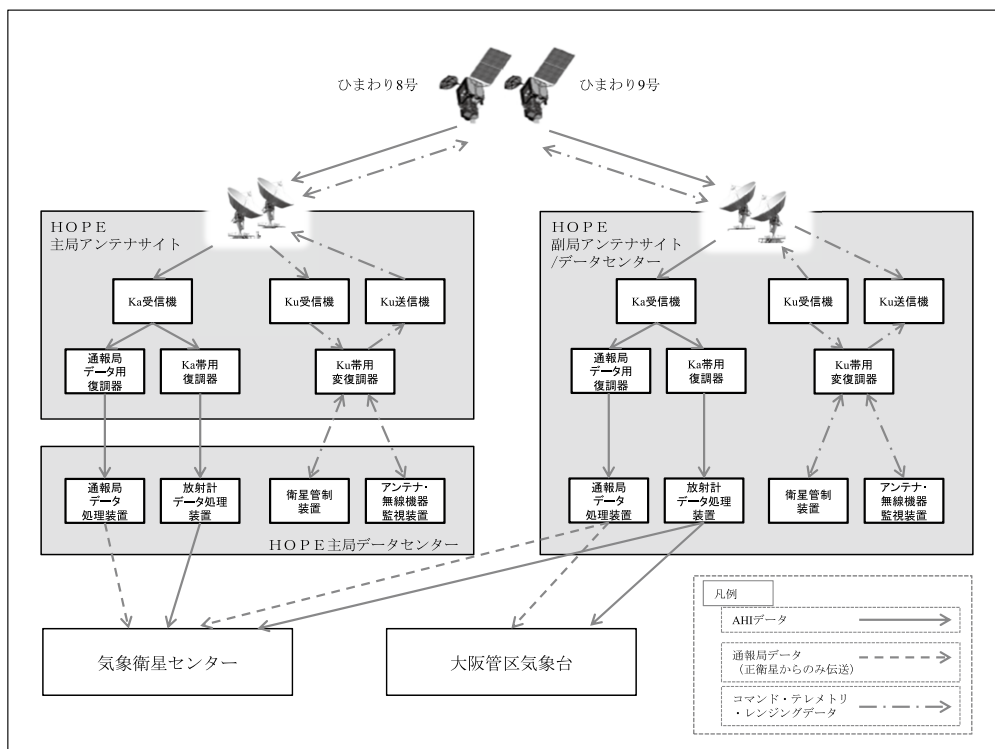 ひまわり8号
ひまわり9号
HOPE
主局アンテナサイト
HOPE
副局アンテナサイト
/データセンター
Ka受信機
Ku受信機
Ku送信機
通報局
データ用
復調器
Ka帯用
復調器
Ku帯用
変復調器
Ka受信機
Ku受信機
Ku送信機
通報局
データ用
復調器
Ka帯用
復調器
Ku帯用
変復調器
通報局
データ
処理装置
放射計
データ処理
装置
衛星管制
装置
アンテナ・
無線機器
監視装置
HOPE主局データセンター
通報局
データ
処理装置
放射計
データ処理
装置
衛星管制
装置
アンテナ・
無線機器
監視装置
気象衛星センター
大阪管区気象台
凡例
AHIデータ
通報局データ
（正衛星からのみ伝送）
コマンド・テレメトリ
・レンジングデータ